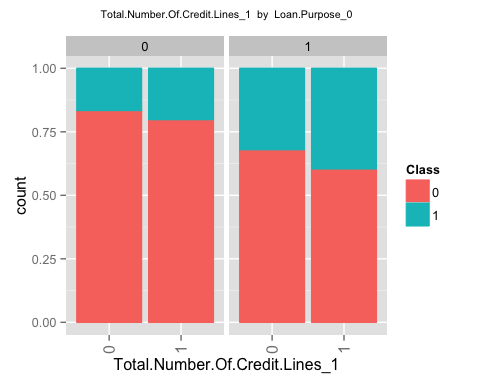 Total.Number.Of.Credit.Lines_1 by Loan.Purpose_0
0 1
1.00
0.75
0.50
0.25
0.00
count
0 1 0 1
Total.Number.Of.Credit.Lines_1
Class
0
1